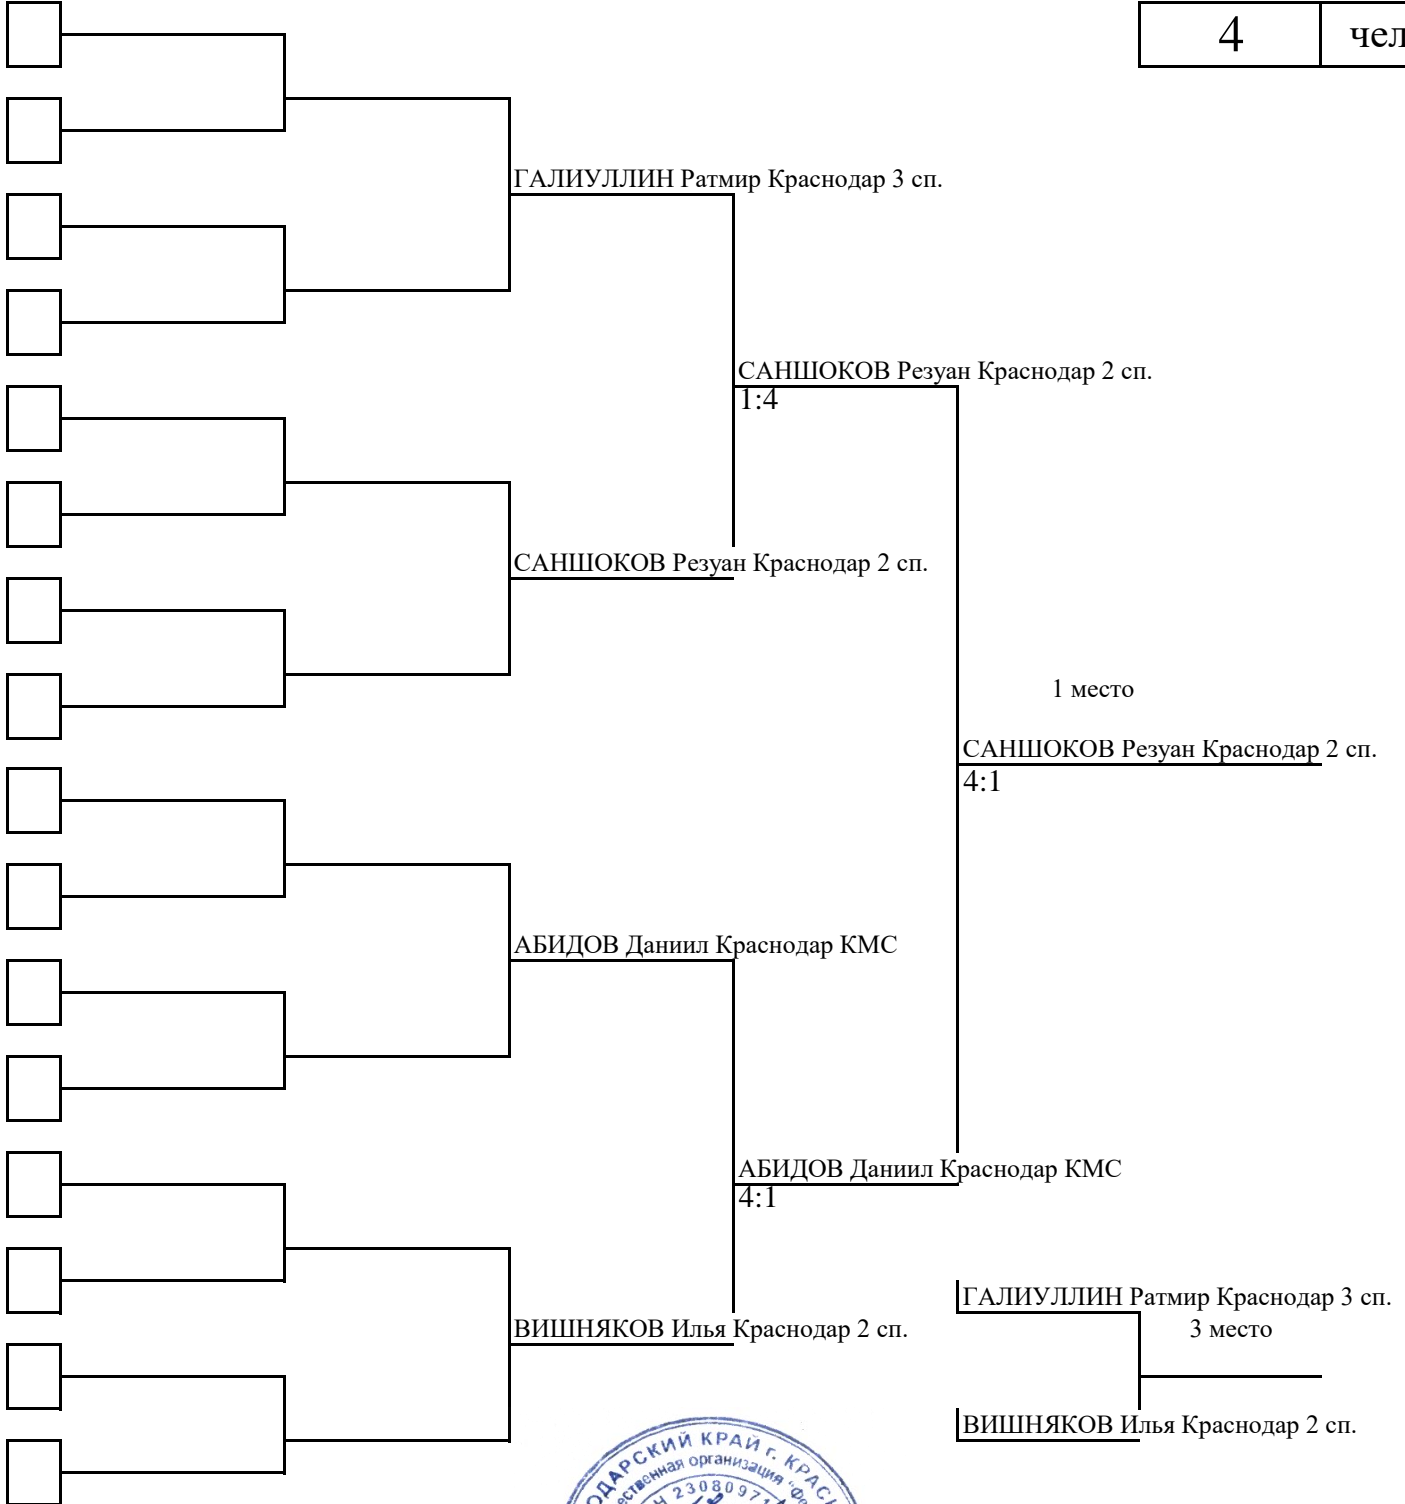 4 чел
ГАЛИУЛЛИН Ратмир Краснодар 3 сп.
САНШОКОВ Резуан Краснодар 2 сп.
1:4
САНШОКОВ Резуан Краснодар 2 сп.
1 место
САНШОКОВ Резуан Краснодар 2 сп.
4:1
АБИДОВ Даниил Краснодар КМС
АБИДОВ Даниил Краснодар КМС
4:1
ГАЛИУЛЛИН Ратмир Краснодар 3 сп.
ВИШНЯКОВ Илья Краснодар 2 сп.
3 место
ВИШНЯКОВ Илья Краснодар 2 сп.
КРАЙ г.
организация